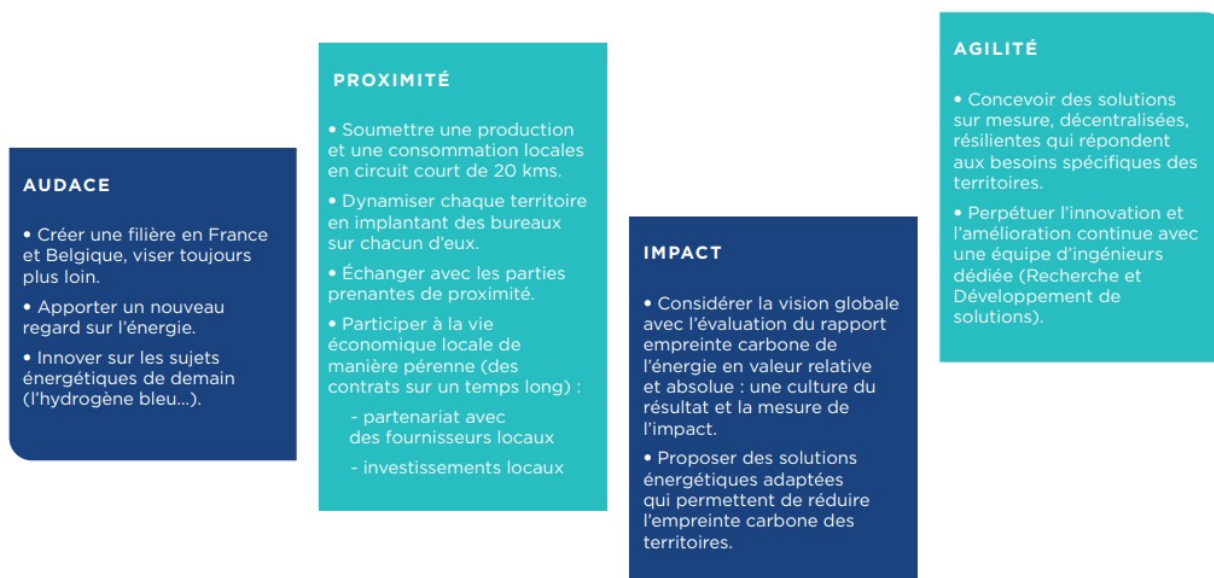 AUDACE
• Créer une filière en France
et Belgique, viser toujours
plus loin.
• Apporter un nouveau
regard sur l’énergie.
• Innover sur les sujets
énergétiques de demain
(l’hydrogène bleu...).
PROXIMITÉ
• Soumettre une production
et une consommation locales
en circuit court de 20 kms.
• Dynamiser chaque territoire
en implantant des bureaux
sur chacun d’eux.
• Échanger avec les parties
prenantes de proximité.
• Participer à la vie
économique locale de
manière pérenne (des
contrats sur un temps long) :
- partenariat avec
des fournisseurs locaux
- investissements locaux
IMPACT
• Considérer la vision globale
avec l’évaluation du rapport
empreinte carbone de
l’énergie en valeur relative
et absolue : une culture du
résultat et la mesure de
l’impact.
• Proposer des solutions
énergétiques adaptées
qui permettent de réduire
l’empreinte carbone des
territoires.
AGILITÉ
• Concevoir des solutions
sur mesure, décentralisées,
résilientes qui répondent
aux besoins spécifiques des
territoires.
• Perpétuer l’innovation et
l’amélioration continue avec
une équipe d’ingénieurs
dédiée (Recherche et
Développement de
solutions).